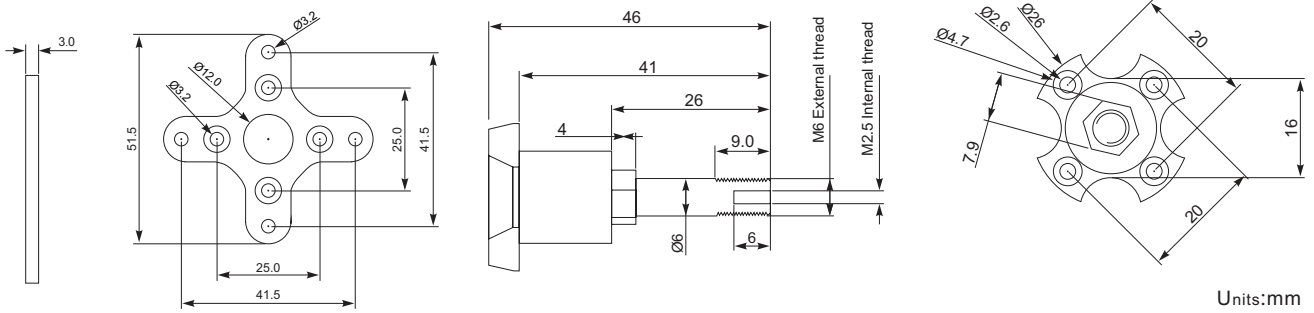 3.0
51.5
Ø3.2
Ø12.0
Ø3.2
25.0
41.5
25.0
41.5
46
41
26
4
9.0
Ø6
6
M6 External thread
M2.5 Internal thread
Ø26
Ø2.6
Ø4.7
7.9
20
16
20
Units:mm